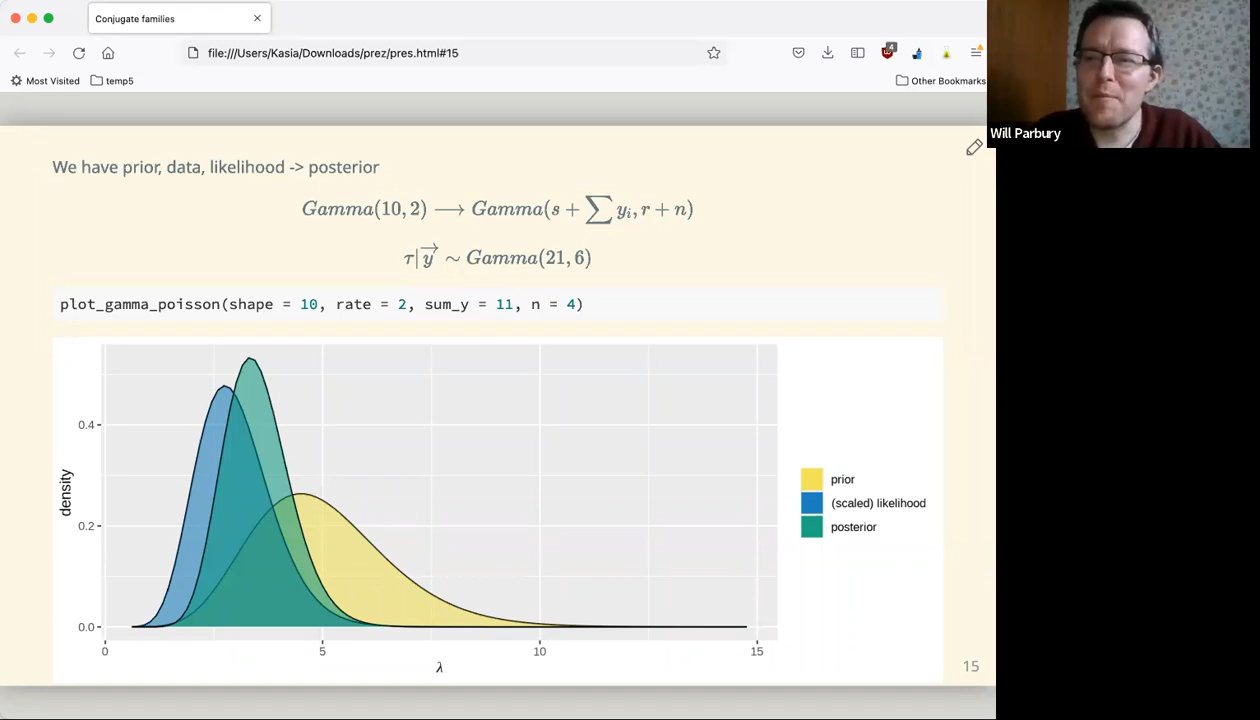 Conjugate families
file:///Users/Kasia/Downloads/prez/pres.html#15
4
Most Visited
temp5
Other Bookmarks
Will Parbury
We have prior, data, likelihood -> posterior
Gamma(10, 2) ⟶ Gamma(s + ∑ yᵢ, r + n)
τ|y⃗ ∼ Gamma(21, 6)
plot_gamma_poisson(shape = 10, rate = 2, sum_y = 11, n = 4)
0.4
0.2
0.0
density
0
5
10
15
λ
prior
(scaled) likelihood
posterior
15